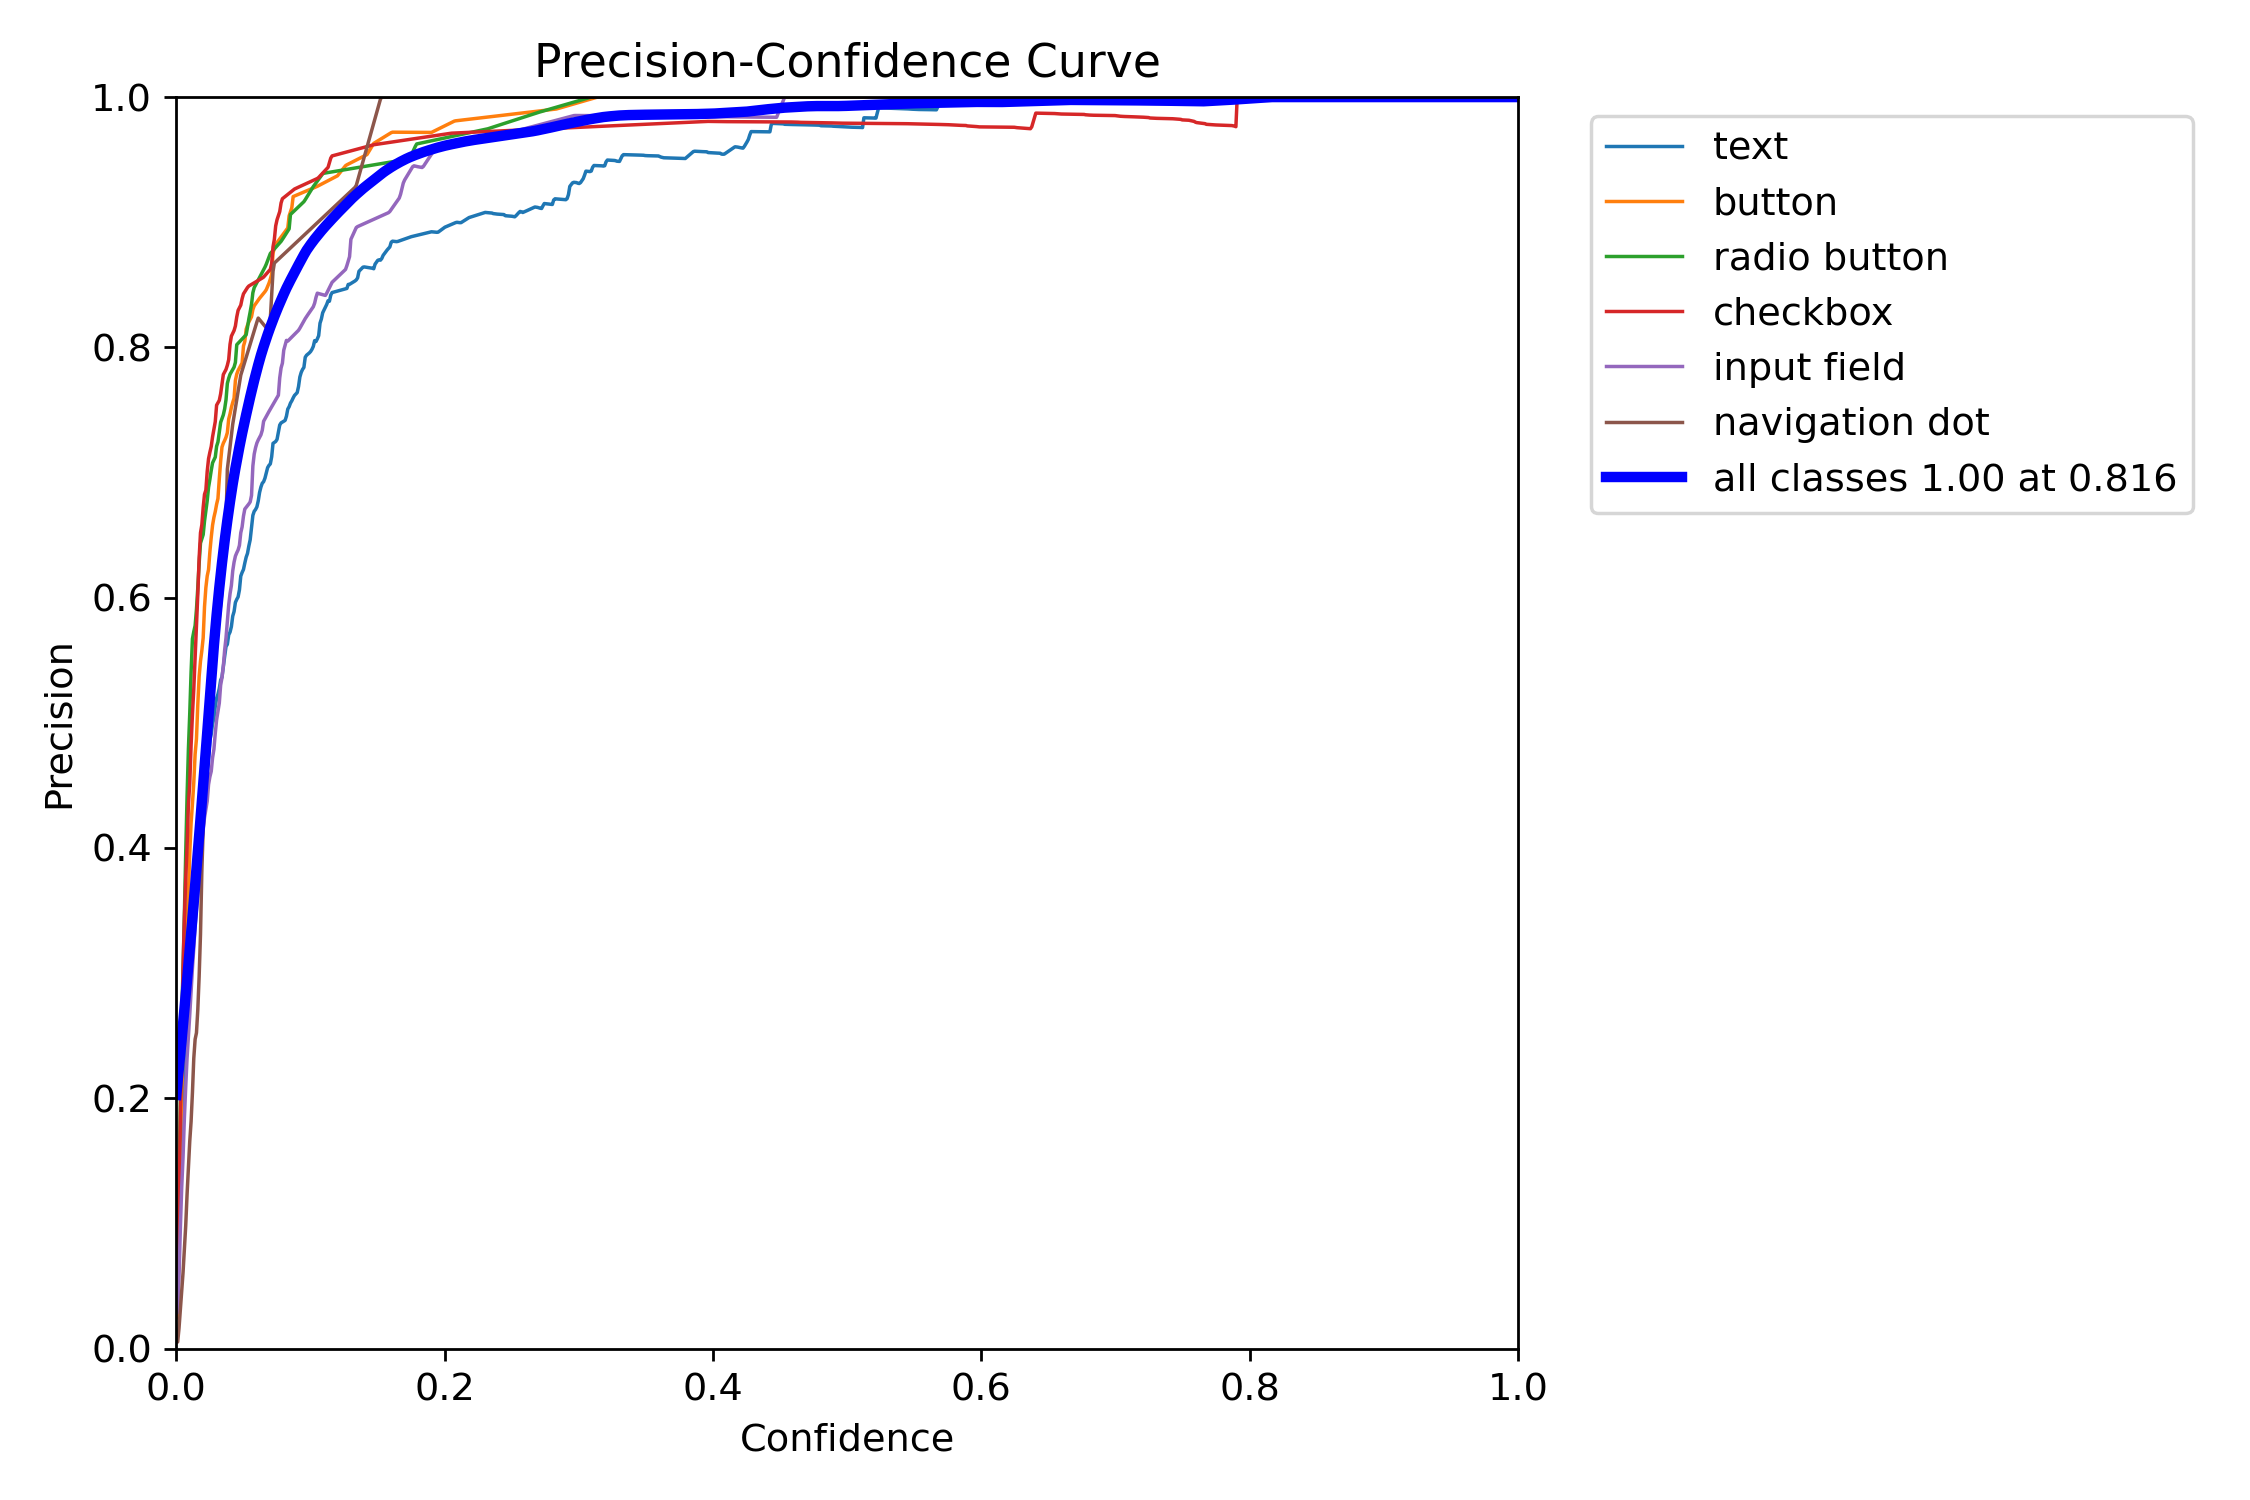 Precision-Confidence Curve
1.0
0.8
0.6
0.4
0.2
0.0
Precision
0.0 0.2 0.4 0.6 0.8 1.0
Confidence
text
button
radio button
checkbox
input field
navigation dot
all classes 1.00 at 0.816